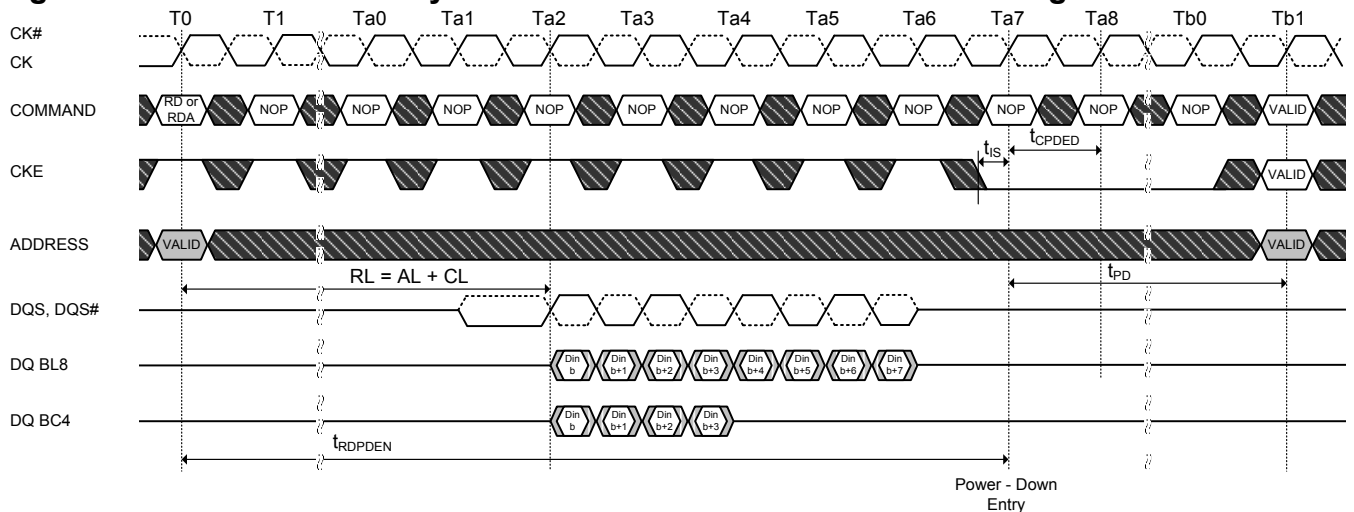 T0 T1 Ta0 Ta1 Ta2 Ta3 Ta4 Ta5 Ta6 Ta7 Ta8 Tb0 Tb1
CK#
CK
COMMAND
RD or
RDA
NOP NOP NOP NOP NOP NOP NOP NOP NOP NOP NOP VALID
tIS
tCPDED
CKE
VALID
ADDRESS
VALID
VALID
RL = AL + CL
tPD
DQS, DQS#
DQ BL8
Din Din Din Din Din Din Din Din
b b+1 b+2 b+3 b+4 b+5 b+6 b+7
DQ BC4
Din Din Din Din
b b+1 b+2 b+3
tRDPDEN
Power - Down
Entry